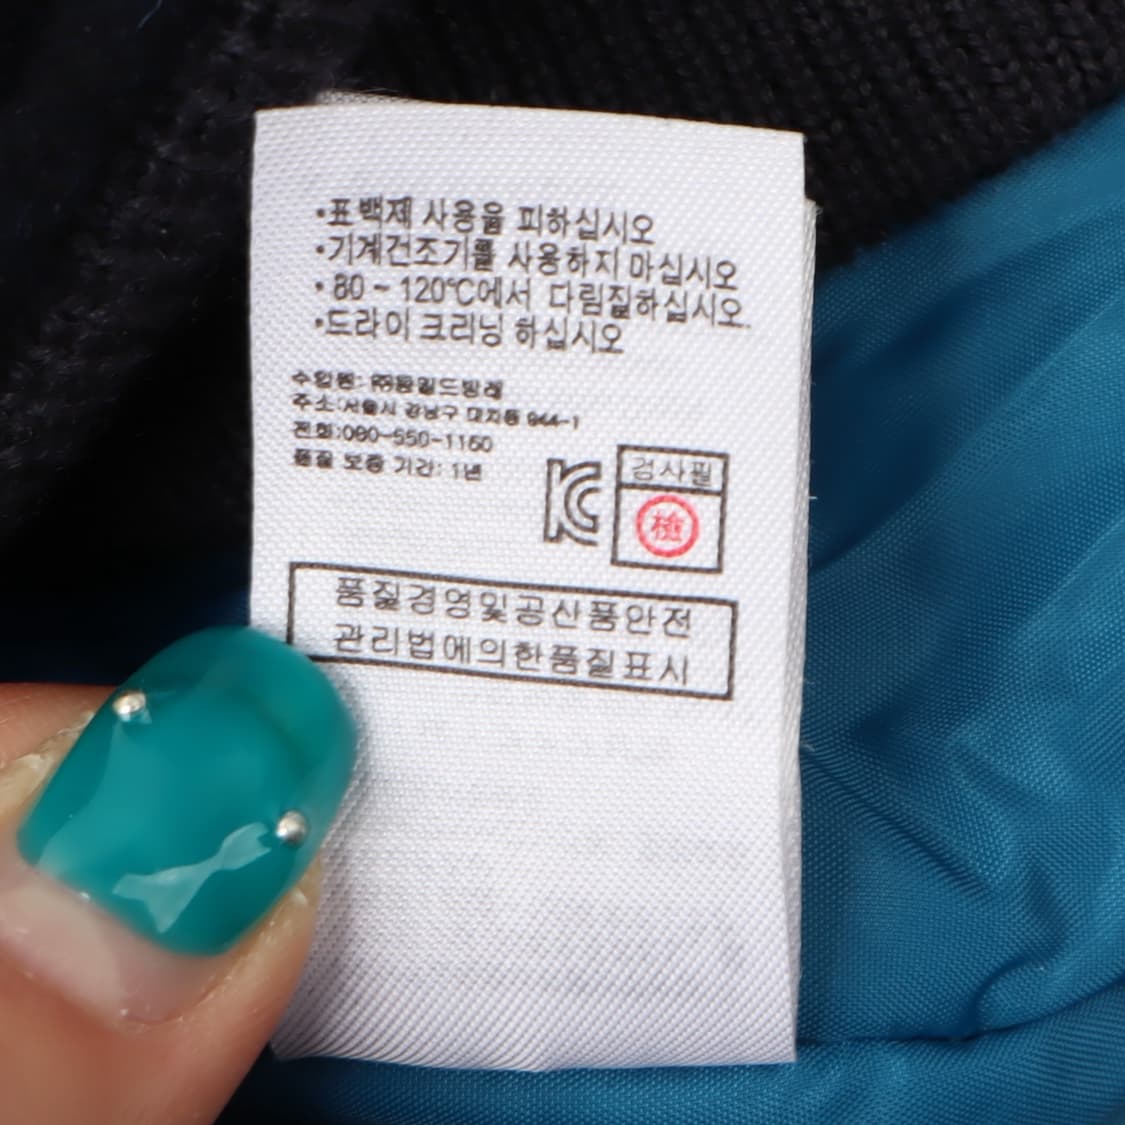 •표백제 사용을 피하십시오
•기계건조기를 사용하지 마십시오
•80 ~ 120℃에서 다림질하십시오.
•드라이 크리닝 하십시오
수입원:
주소:서울시 강남구 대치동 944-1
전화:080-550-1160
품질 보증 기간: 1년
검사필
檢
품질경영및공산품안전
관리법에의한품질표시